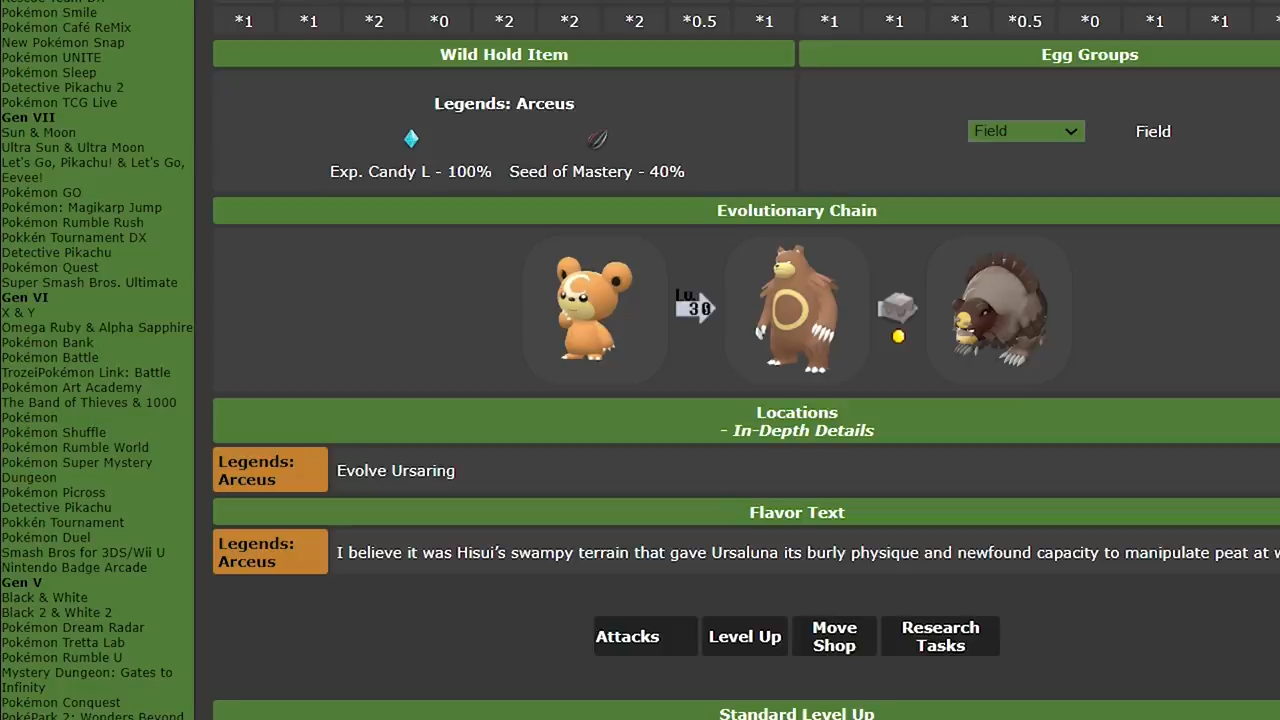 Rescue Team DX
Pokémon Smile
Pokémon Café ReMix
New Pokémon Snap
Pokémon UNITE
Pokémon Sleep
Detective Pikachu 2
Pokémon TCG Live
Gen VII
Sun & Moon
Ultra Sun & Ultra Moon
Let's Go, Pikachu! & Let's Go,
Eevee!
Pokémon GO
Pokémon: Magikarp Jump
Pokémon Rumble Rush
Pokkén Tournament DX
Detective Pikachu
Pokémon Quest
Super Smash Bros. Ultimate
Gen VI
X & Y
Omega Ruby & Alpha Sapphire
Pokémon Bank
Pokémon Battle
TrozeiPokémon Link: Battle
Pokémon Art Academy
The Band of Thieves & 1000
Pokémon
Pokémon Shuffle
Pokémon Rumble World
Pokémon Super Mystery
Dungeon
Pokémon Picross
Detective Pikachu
Pokkén Tournament
Pokémon Duel
Smash Bros for 3DS/Wii U
Nintendo Badge Arcade
Gen V
Black & White
Black 2 & White 2
Pokémon Dream Radar
Pokémon Tretta Lab
Pokémon Rumble U
Mystery Dungeon: Gates to
Infinity
Pokémon Conquest
PokéPark 2: Wonders Beyond
*1 *1 *2 *0 *2 *2 *2 *0.5 *1 *1 *1 *0.5 *0 *1 *1
Wild Hold Item
Egg Groups
Legends: Arceus
Exp. Candy L - 100% Seed of Mastery - 40%
Field
Field
Evolutionary Chain
Lv.
30
Locations
- In-Depth Details
Legends:
Arceus
Evolve Ursaring
Flavor Text
Legends:
Arceus
I believe it was Hisui’s swampy terrain that gave Ursaluna its burly physique and newfound capacity to manipulate peat at
Attacks
Level Up
Move
Shop
Research
Tasks
Standard Level Up